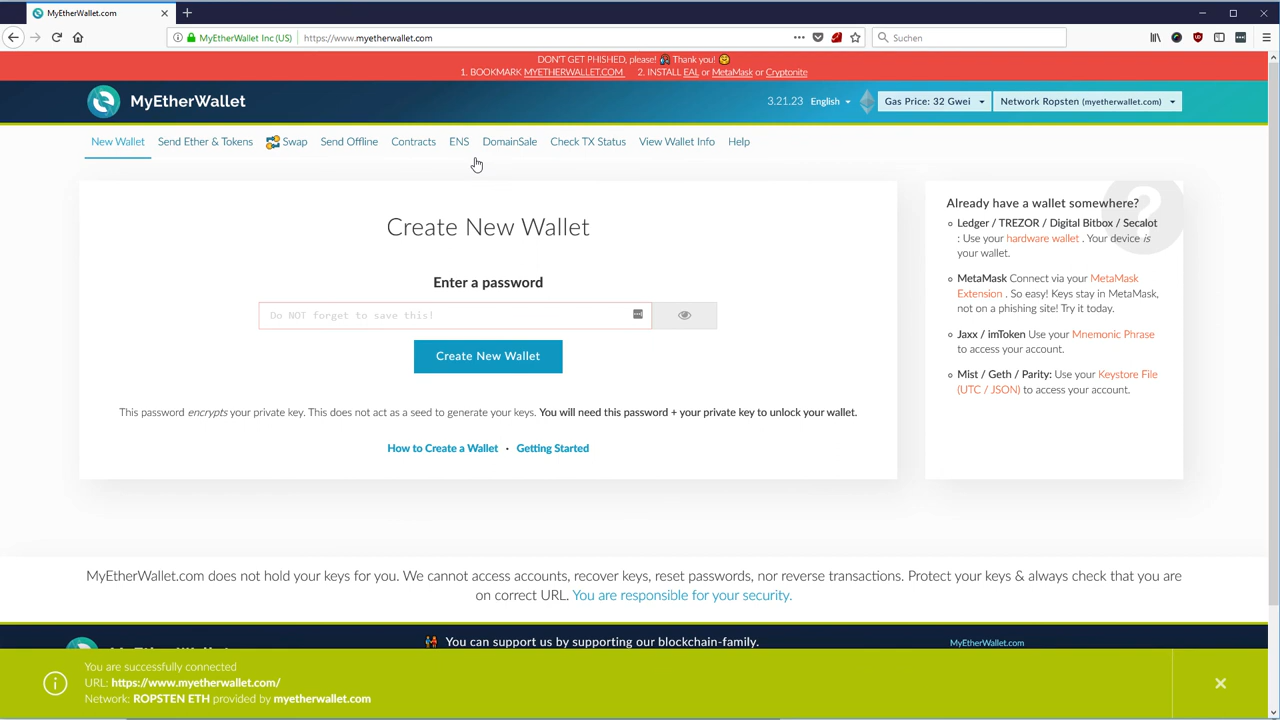 MyEtherWallet.com
MyEtherWallet Inc (US)
https://www.myetherwallet.com
Suchen
DON'T GET PHISHED, please! Thank you!
1. BOOKMARK MYETHERWALLET.COM 2. INSTALL EAL or MetaMask or Cryptonite
MyEtherWallet
3.21.23 English
Gas Price: 32 Gwei
Network Ropsten (myetherwallet.com)
New Wallet Send Ether & Tokens Swap Send Offline Contracts ENS DomainSale Check TX Status View Wallet Info Help
Create New Wallet
Enter a password
Do NOT forget to save this!
Create New Wallet
This password encrypts your private key. This does not act as a seed to generate your keys. You will need this password + your private key to unlock your wallet.
How to Create a Wallet · Getting Started
?
Already have a wallet somewhere?
Ledger / TREZOR / Digital Bitbox / Secalot
: Use your hardware wallet . Your device is
your wallet.
MetaMask Connect via your MetaMask
Extension . So easy! Keys stay in MetaMask,
not on a phishing site! Try it today.
Jaxx / imToken Use your Mnemonic Phrase
to access your account.
Mist / Geth / Parity: Use your Keystore File
(UTC / JSON) to access your account.
MyEtherWallet.com does not hold your keys for you. We cannot access accounts, recover keys, reset passwords, nor reverse transactions. Protect your keys & always check that you are
on correct URL. You are responsible for your security.
You can support us by supporting our blockchain-family.
MyEtherWallet.com
You are successfully connected
URL: https://www.myetherwallet.com/
Network: ROPSTEN ETH provided by myetherwallet.com